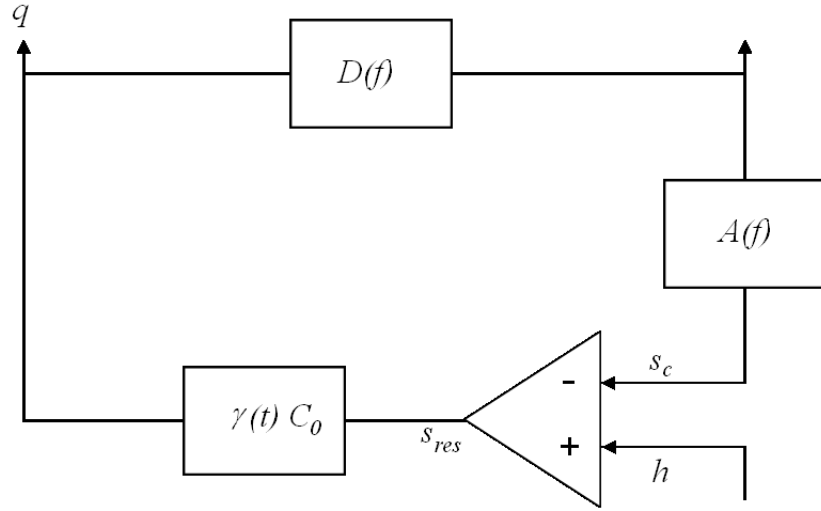 q
D(f)
A(f)
-
s_c
γ(t) C_0
s_res
+
h